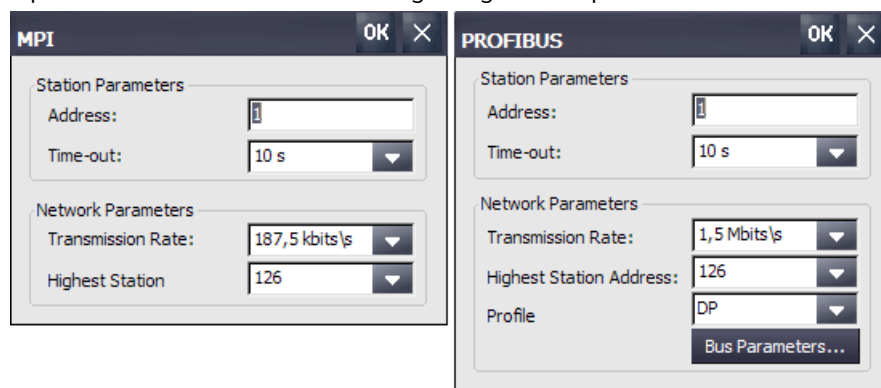 MPI OK
Station Parameters
Address: 1
Time-out: 10 s
Network Parameters
Transmission Rate: 187,5 kbits\s
Highest Station 126
PROFIBUS OK
Station Parameters
Address: 1
Time-out: 10 s
Network Parameters
Transmission Rate: 1,5 Mbits\s
Highest Station Address: 126
Profile DP
Bus Parameters...